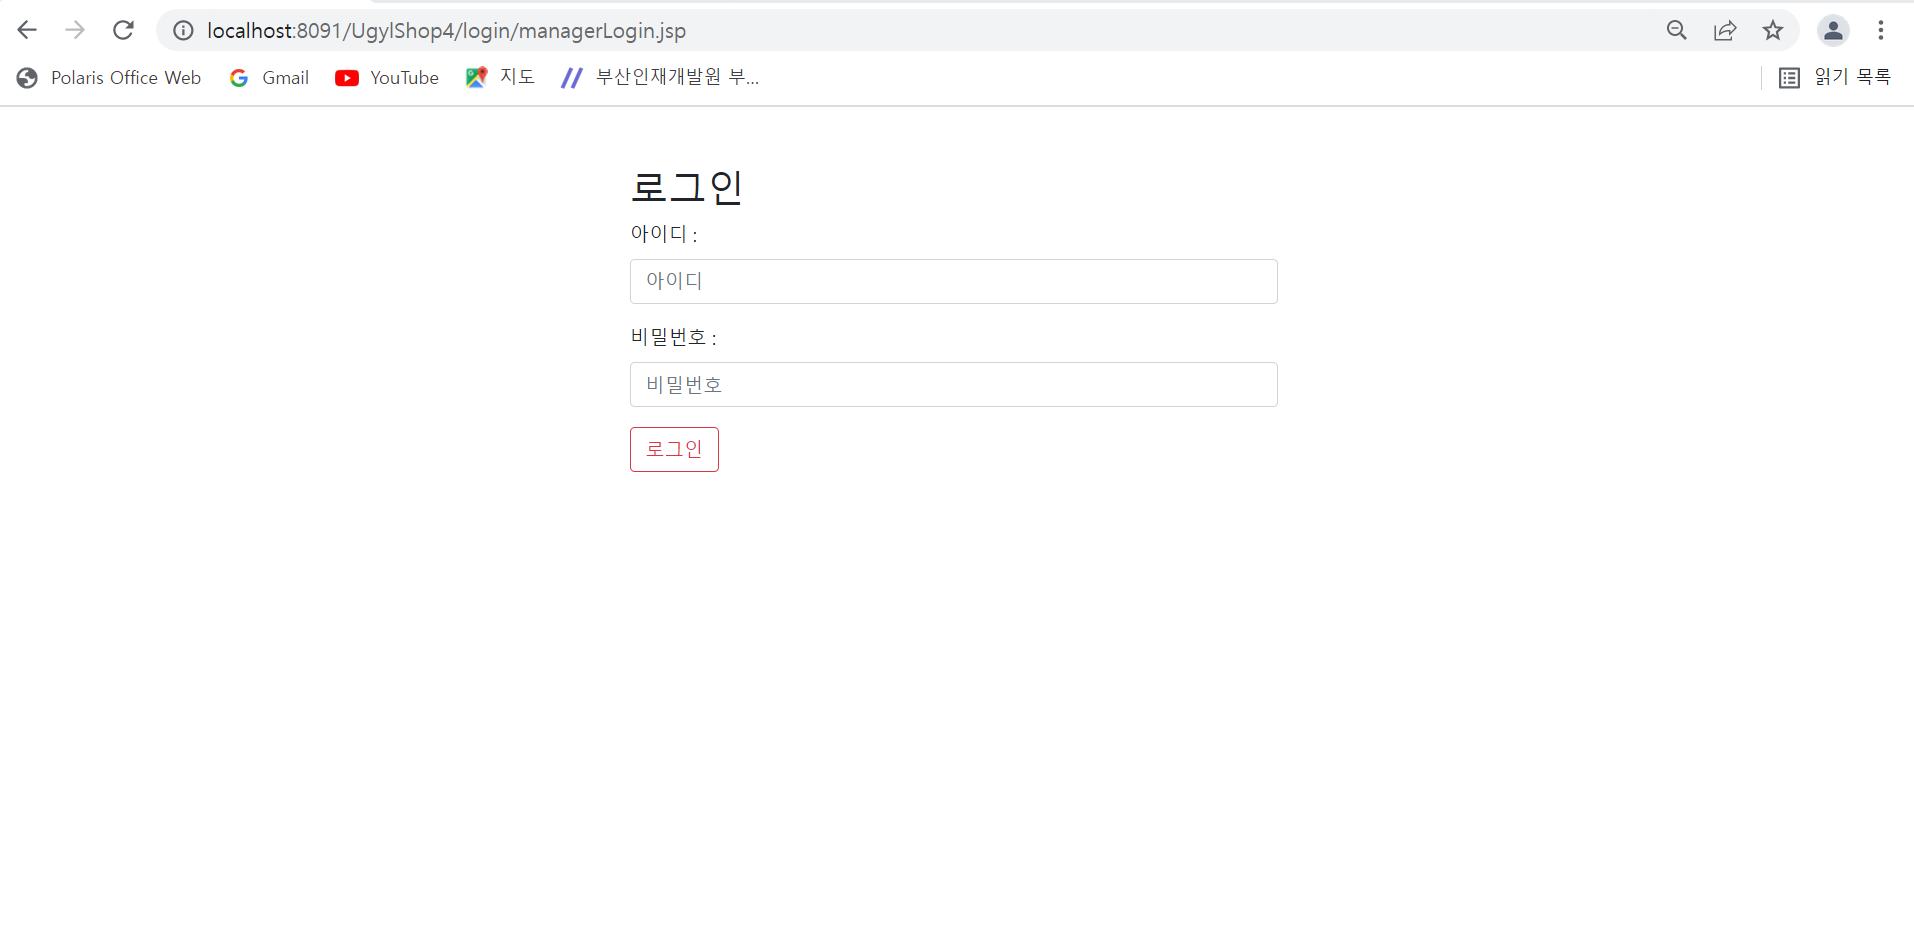 localhost:8091/UgylShop4/login/managerLogin.jsp
Polaris Office Web Gmail YouTube 지도 부산인재개발원 부... 읽기 목록
로그인
아이디 :
아이디
비밀번호 :
비밀번호
로그인